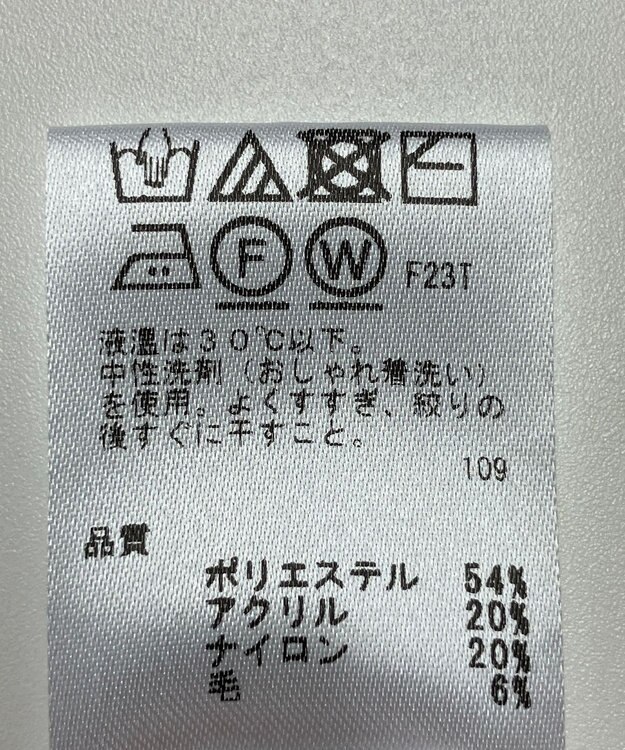 F W F23T
液温は30℃以下。
中性洗剤（おしゃれ着洗い）
を使用。よくすすぎ、絞りの
後すぐに干すこと。
109
品質
ポリエステル 54%
アクリル 20%
ナイロン 20%
毛 6%